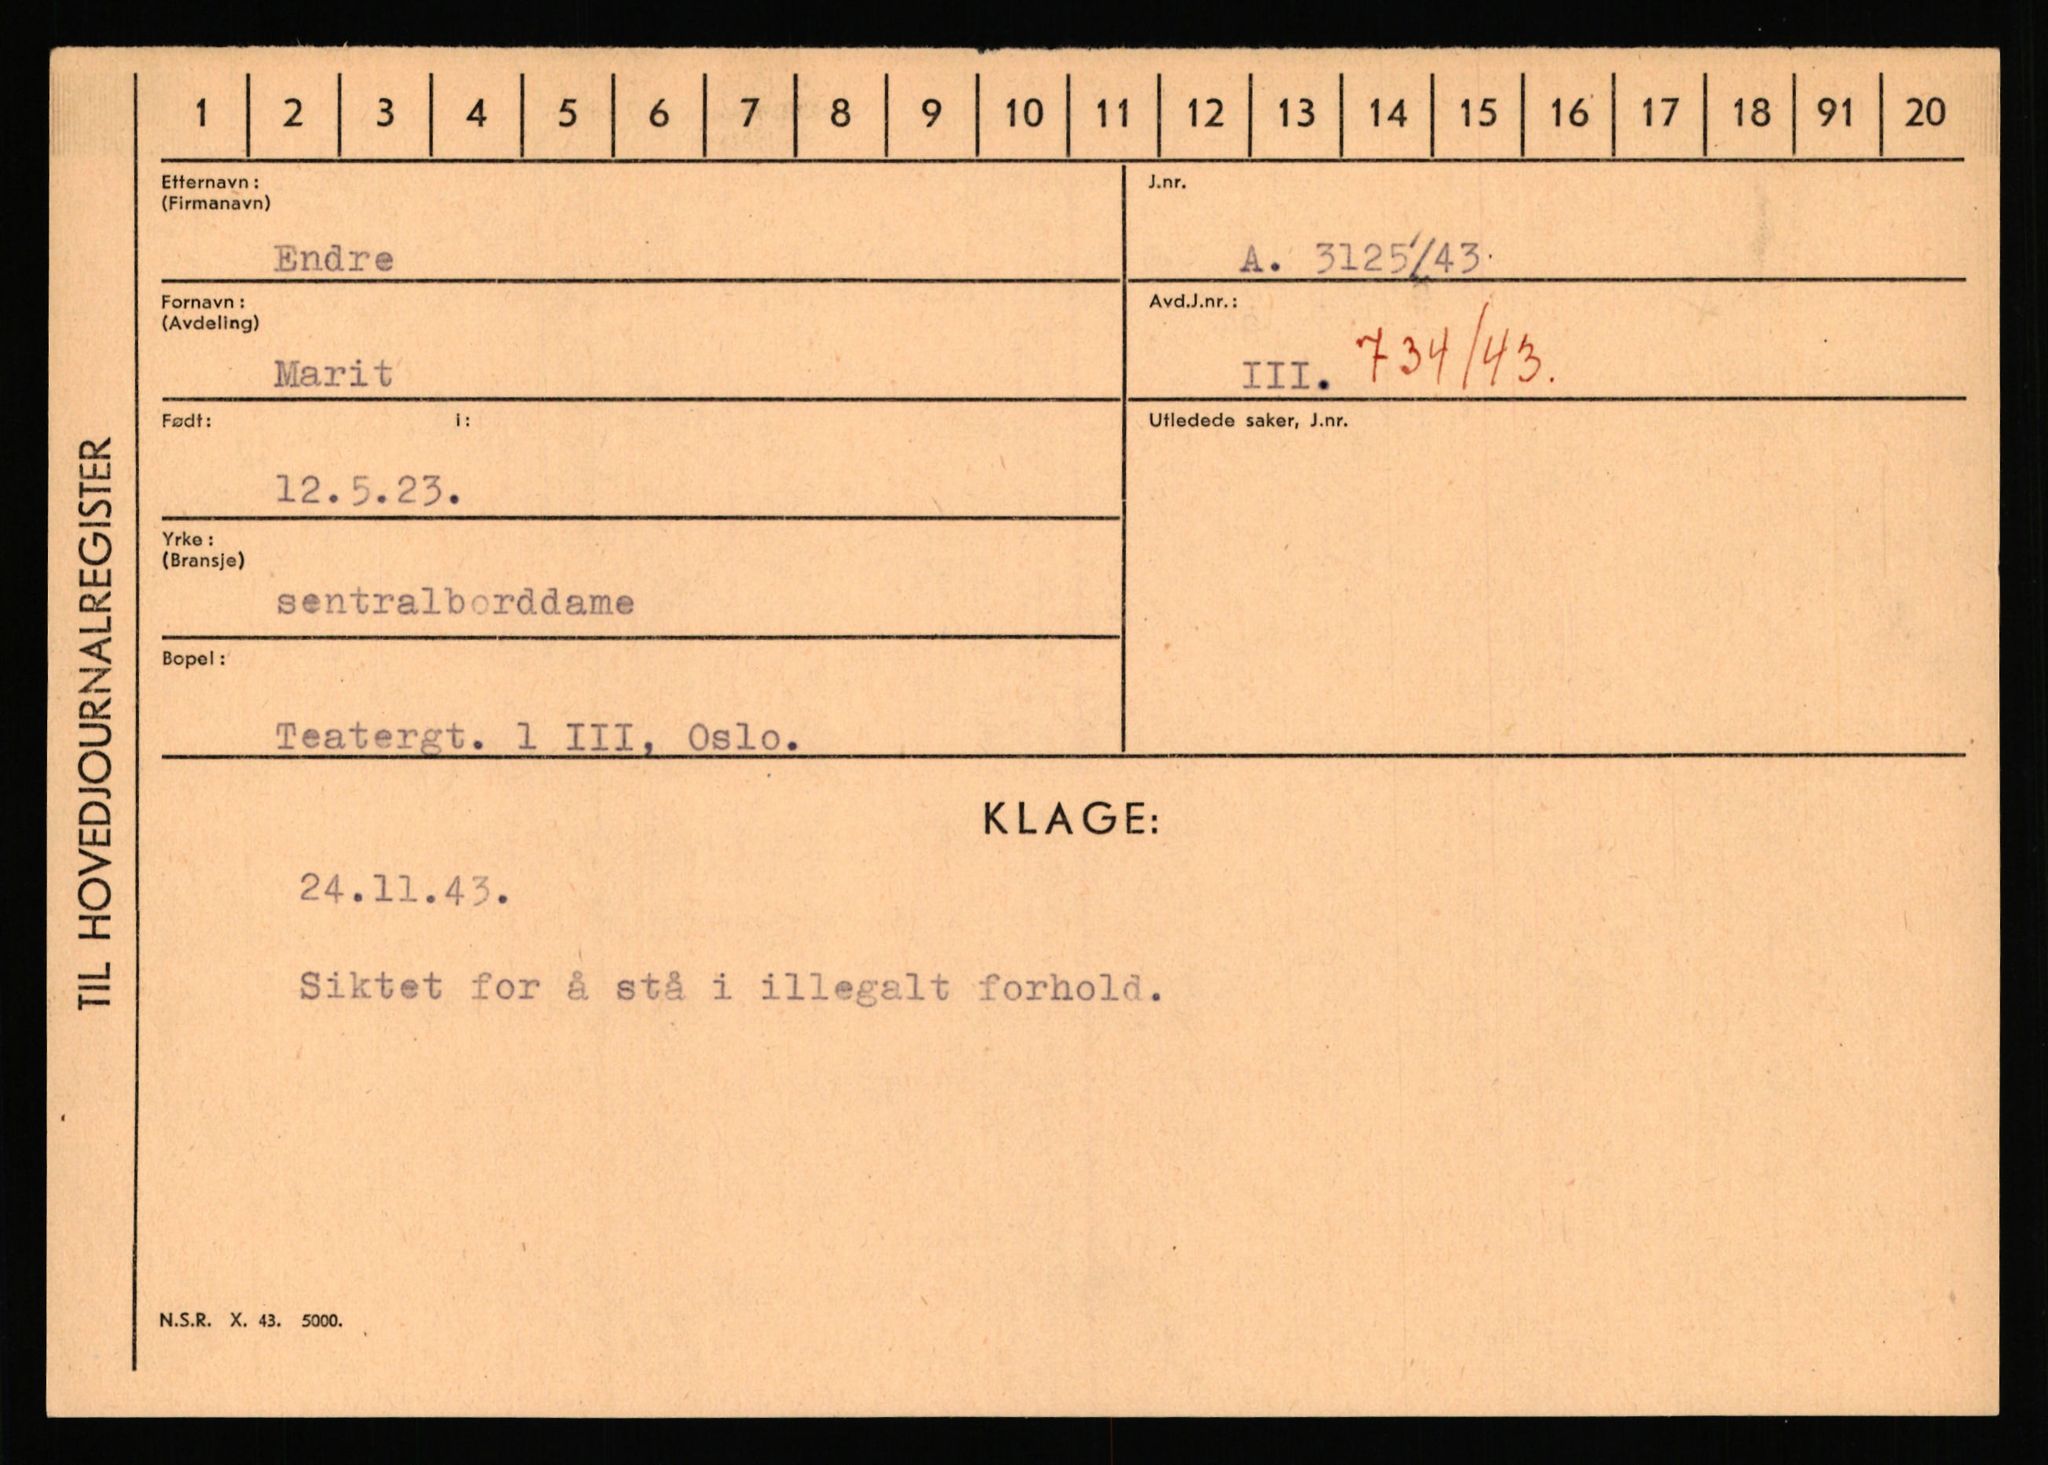 1 2 3 4 5 6 7 8 9 10 11 12 13 14 15 16 17 18 91 20
TIL HOVEDJOURNALREGISTER
Etternavn:
(Firmanavn)
Endre
J.nr.
A. 3125/43.
Fornavn:
(Avdeling)
Marit
Avd.J.nr.:
III. 734/43.
Født: i:
12.5.23.
Utledede saker, J.nr.
Yrke:
(Bransje)
sentralborddame
Bopel:
Teatergt. 1 III, Oslo.
KLAGE:
24.11.43.
Siktet for å stå i illegalt forhold.
N.S.R. X. 43. 5000.